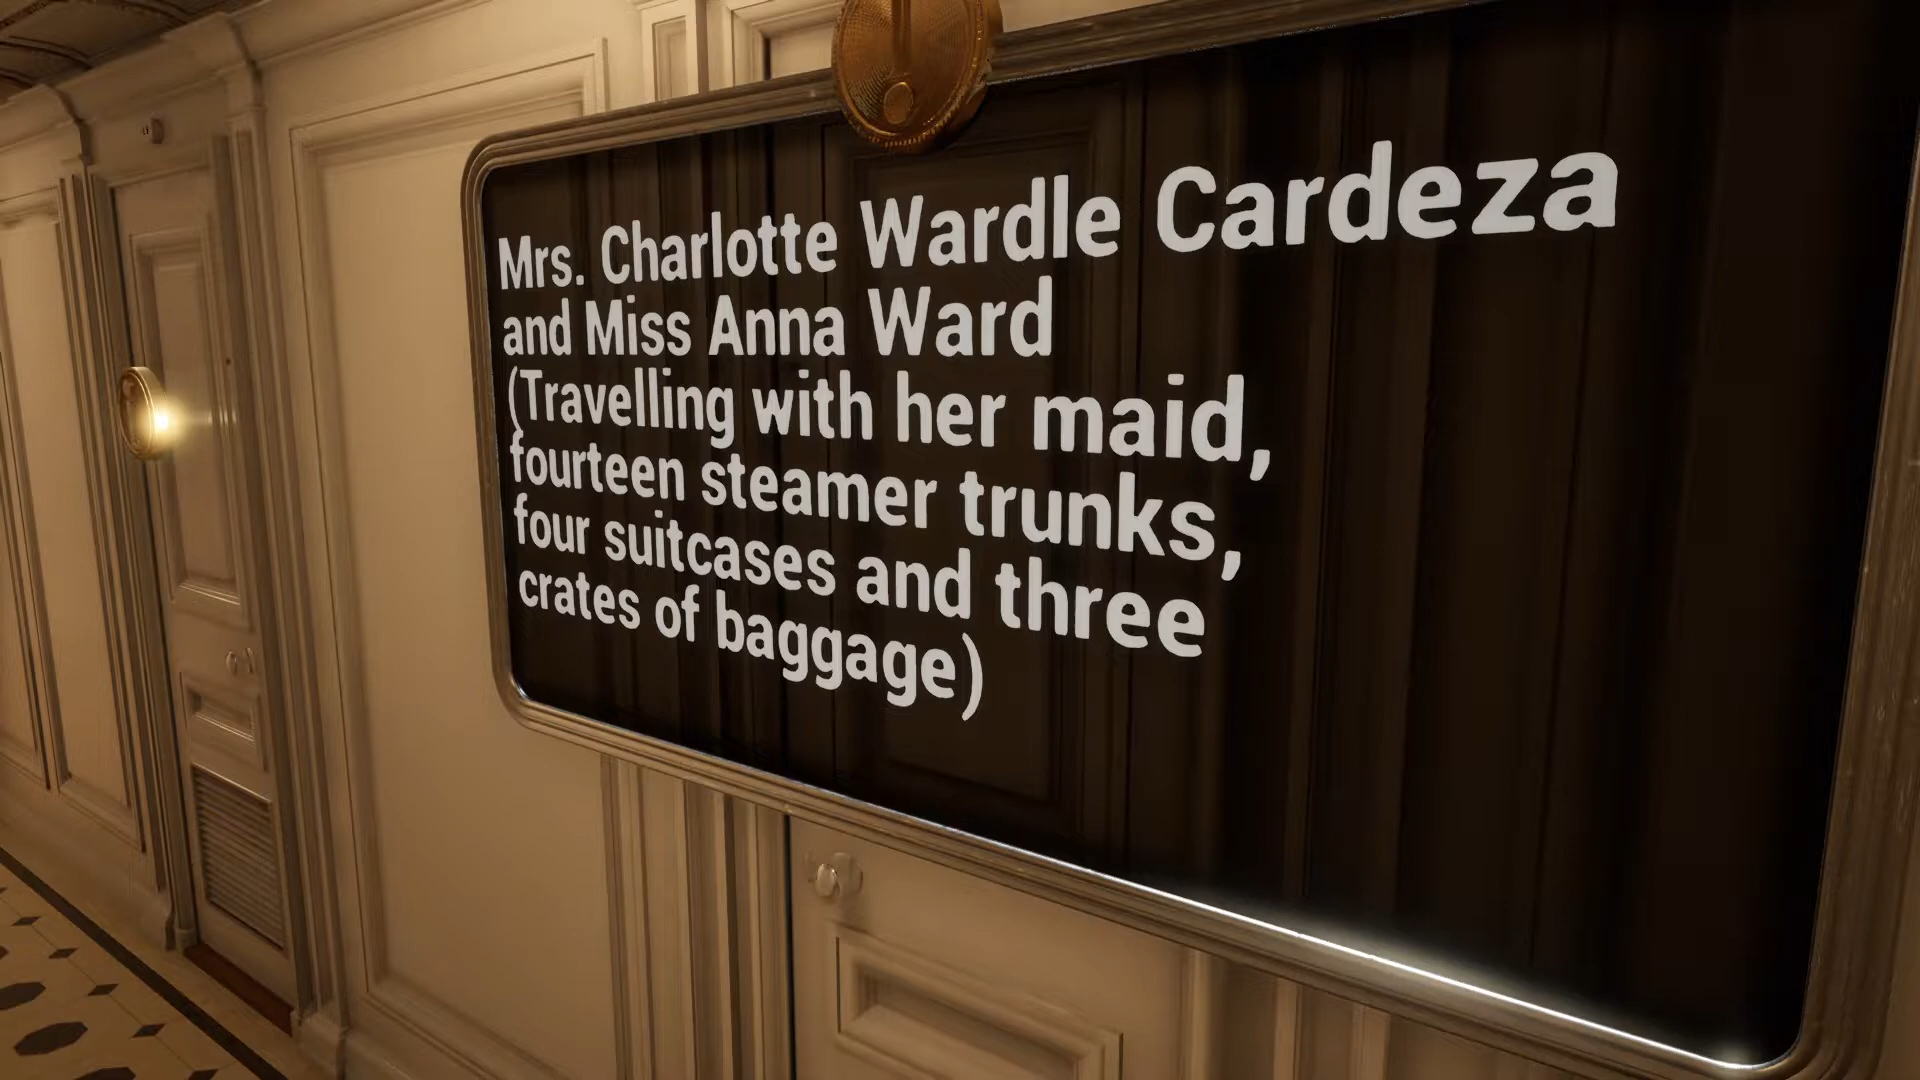 Mrs. Charlotte Wardle Cardeza
and Miss Anna Ward
(Travelling with her maid,
fourteen steamer trunks,
four suitcases and three
crates of baggage)